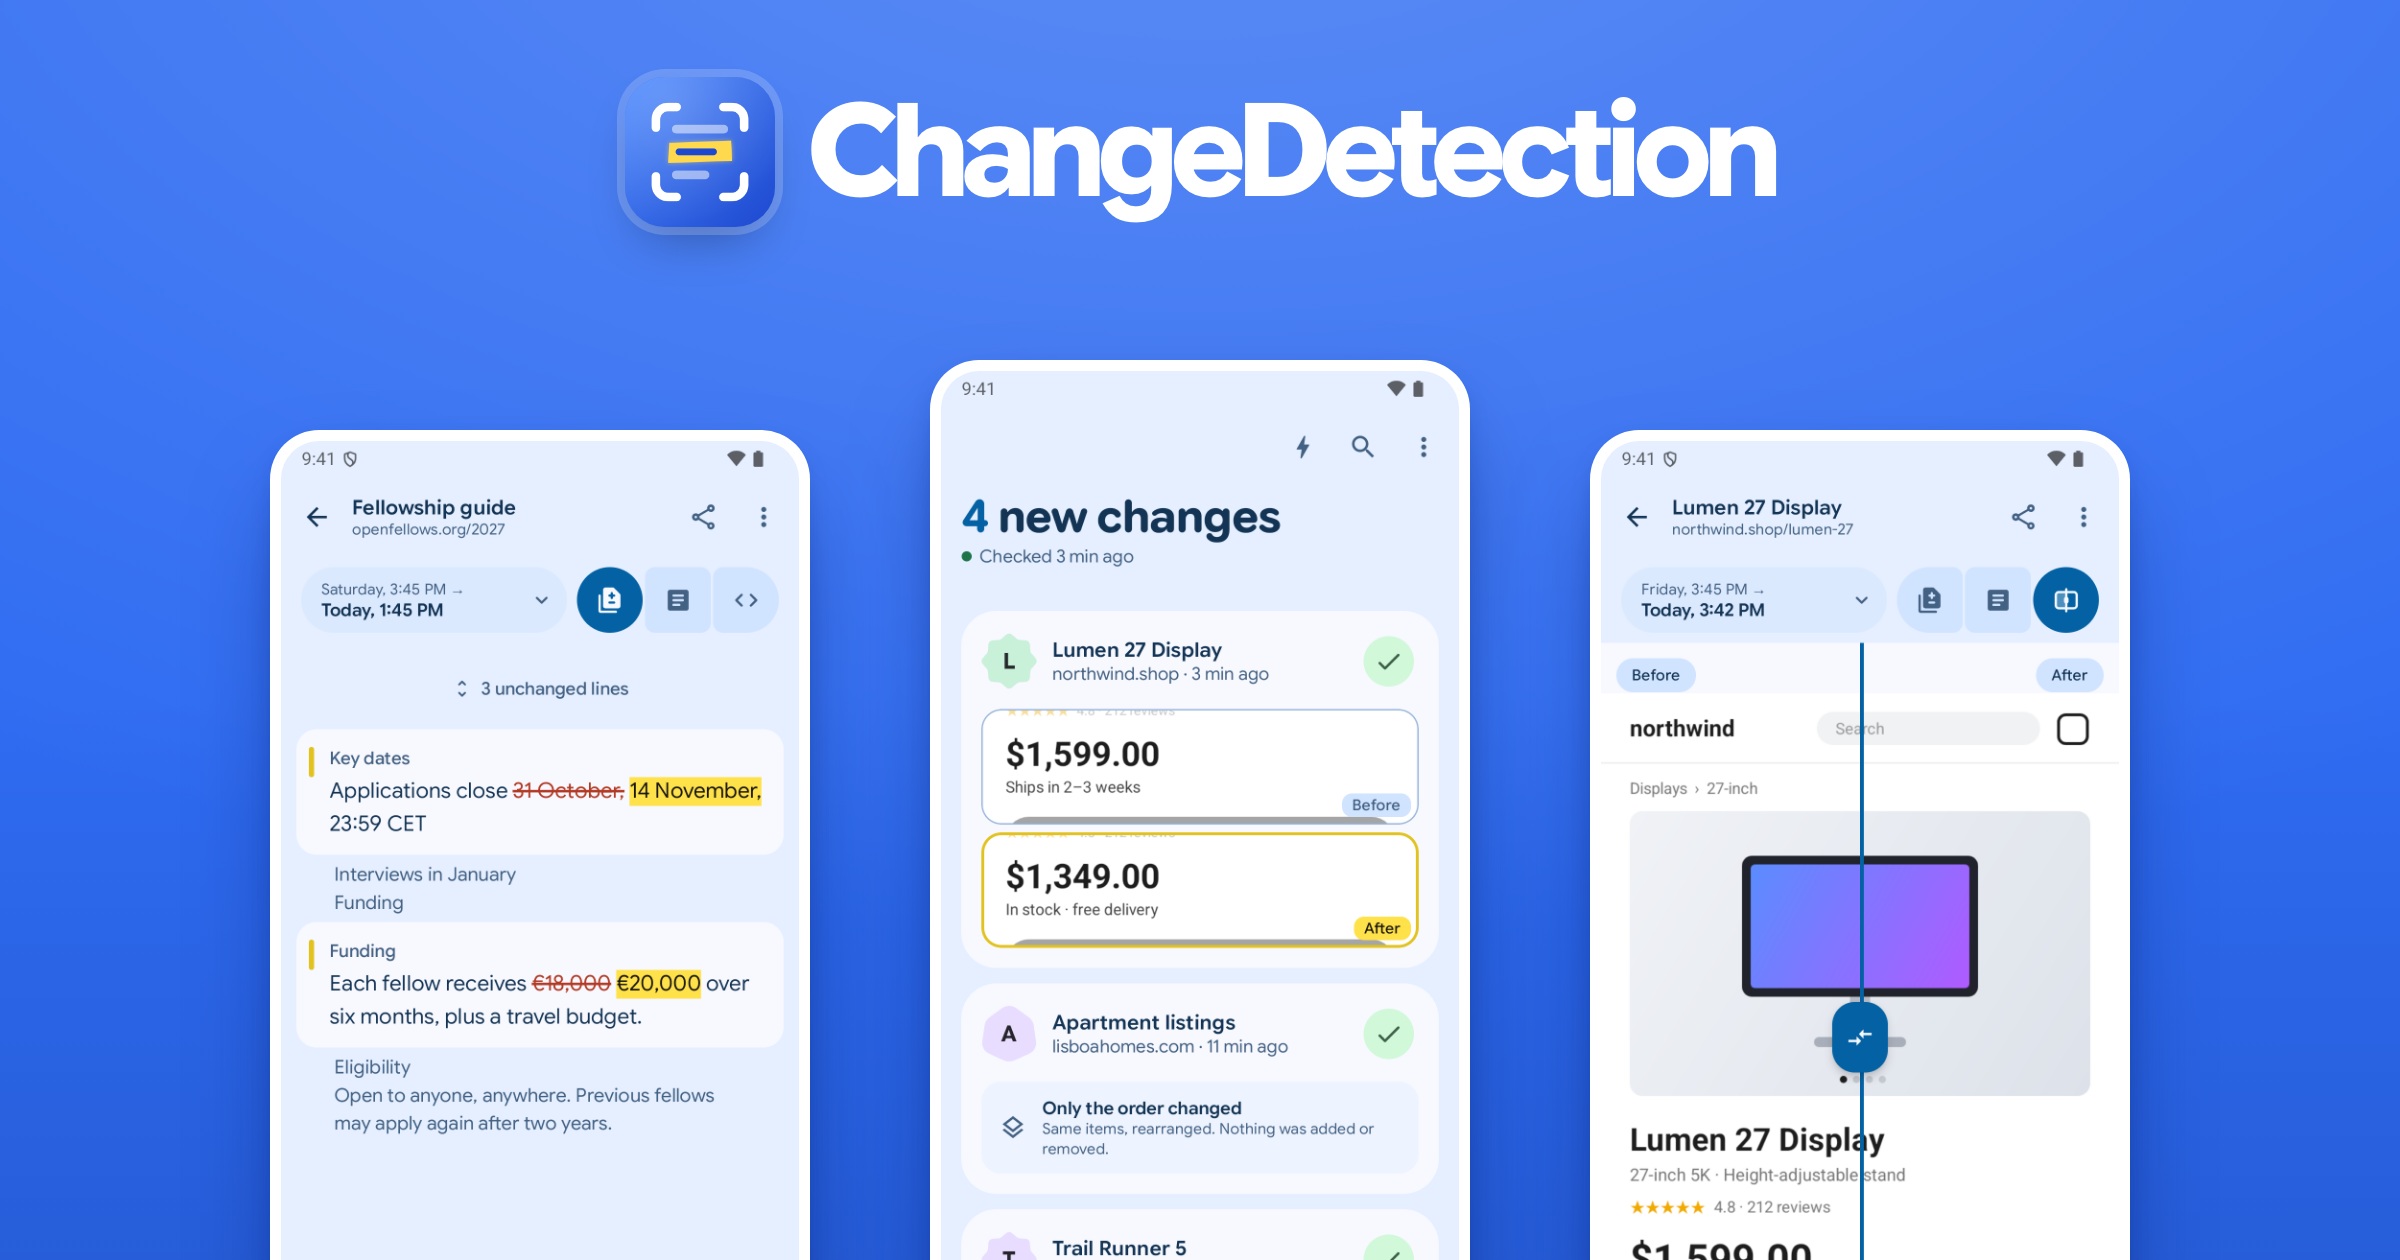 ChangeDetection
9:41
Fellowship guide
openfellows.org/2027
Saturday, 3:45 PM →
Today, 1:45 PM
3 unchanged lines
Key dates
Applications close 31 October, 14 November,
23:59 CET
Interviews in January
Funding
Funding
Each fellow receives €18,000 €20,000 over
six months, plus a travel budget.
Eligibility
Open to anyone, anywhere. Previous fellows
may apply again after two years.
9:41
4 new changes
Checked 3 min ago
L
Lumen 27 Display
northwind.shop · 3 min ago
4.8 · 212 reviews
$1,599.00
Ships in 2–3 weeks
Before
$1,349.00
In stock · free delivery
After
A
Apartment listings
lisboahomes.com · 11 min ago
Only the order changed
Same items, rearranged. Nothing was added or
removed.
T
Trail Runner 5
9:41
Lumen 27 Display
northwind.shop/lumen-27
Friday, 3:45 PM →
Today, 3:42 PM
Before
After
northwind
Search
Displays › 27-inch
Lumen 27 Display
27-inch 5K · Height-adjustable stand
★★★★★ 4.8 · 212 reviews
$1,599.00